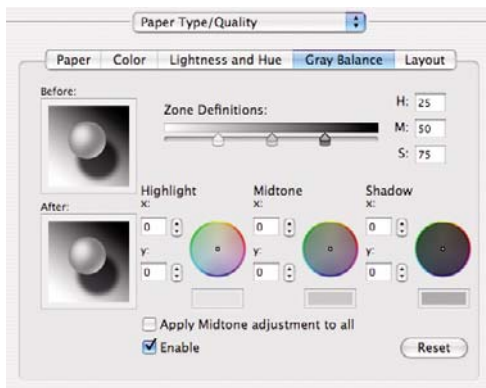 Paper Type/Quality
Paper Color Lightness and Hue Gray Balance Layout
Before:
Zone Definitions:
H: 25
M: 50
S: 75
After:
Highlight Midtone Shadow
x: x: x:
0 0 0
y: y: y:
0 0 0
Apply Midtone adjustment to all
Enable
Reset